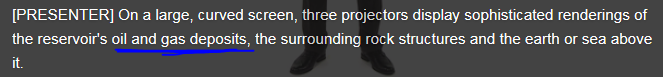 [PRESENTER] On a large, curved screen, three projectors display sophisticated renderings of
the reservoir's oil and gas deposits, the surrounding rock structures and the earth or sea above
it.